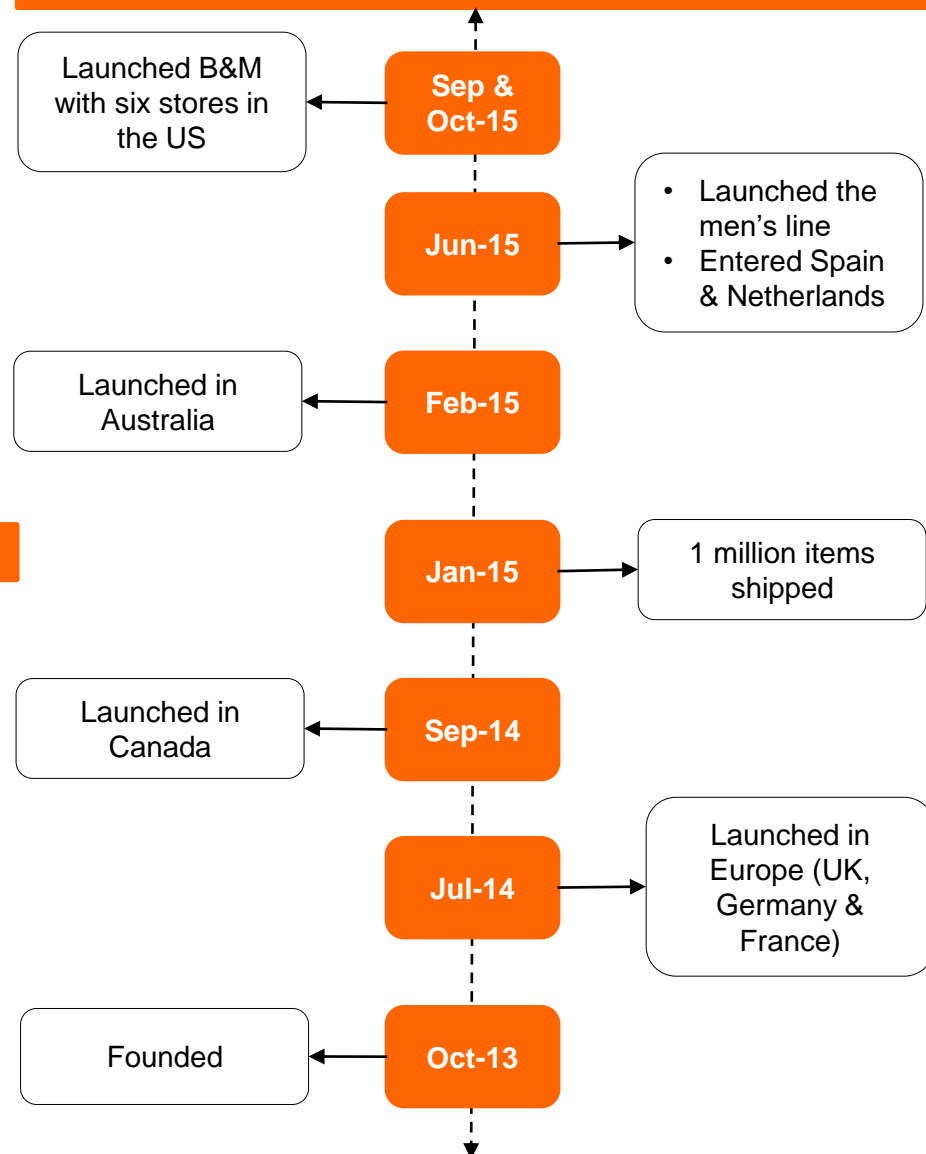 Launched B&M
with six stores in
the US
Sep &
Oct-15
Jun-15
• Launched the
men’s line
• Entered Spain
& Netherlands
Launched in
Australia
Feb-15
Jan-15
1 million items
shipped
Launched in
Canada
Sep-14
Jul-14
Launched in
Europe (UK,
Germany &
France)
Founded
Oct-13